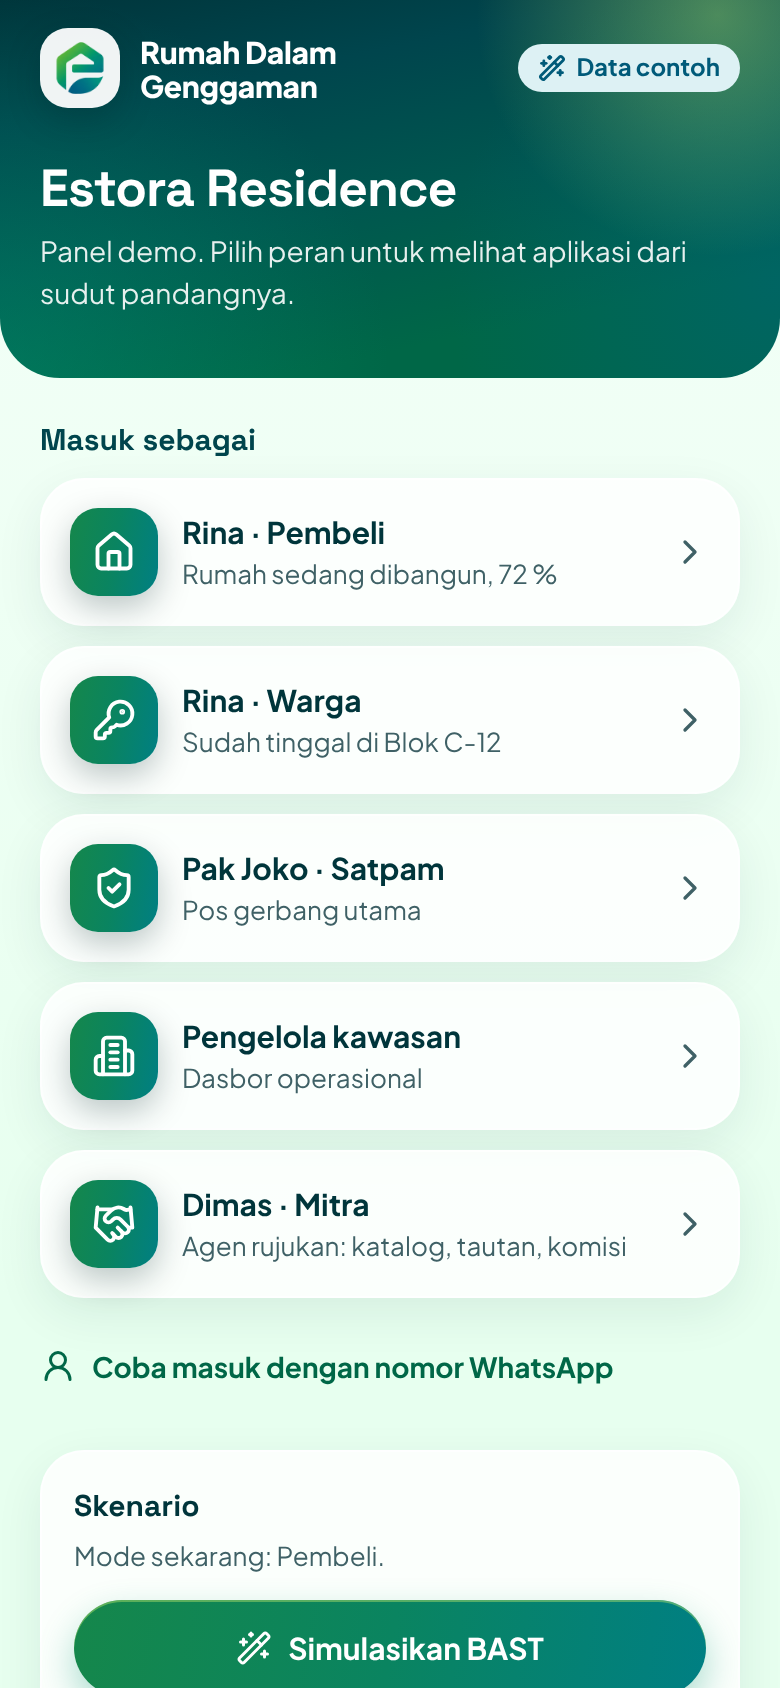 Rumah Dalam
Genggaman
Data contoh
Estora Residence
Panel demo. Pilih peran untuk melihat aplikasi dari
sudut pandangnya.
Masuk sebagai
Rina · Pembeli
Rumah sedang dibangun, 72 %
Rina · Warga
Sudah tinggal di Blok C-12
Pak Joko · Satpam
Pos gerbang utama
Pengelola kawasan
Dasbor operasional
Dimas · Mitra
Agen rujukan: katalog, tautan, komisi
Coba masuk dengan nomor WhatsApp
Skenario
Mode sekarang: Pembeli.
Simulasikan BAST